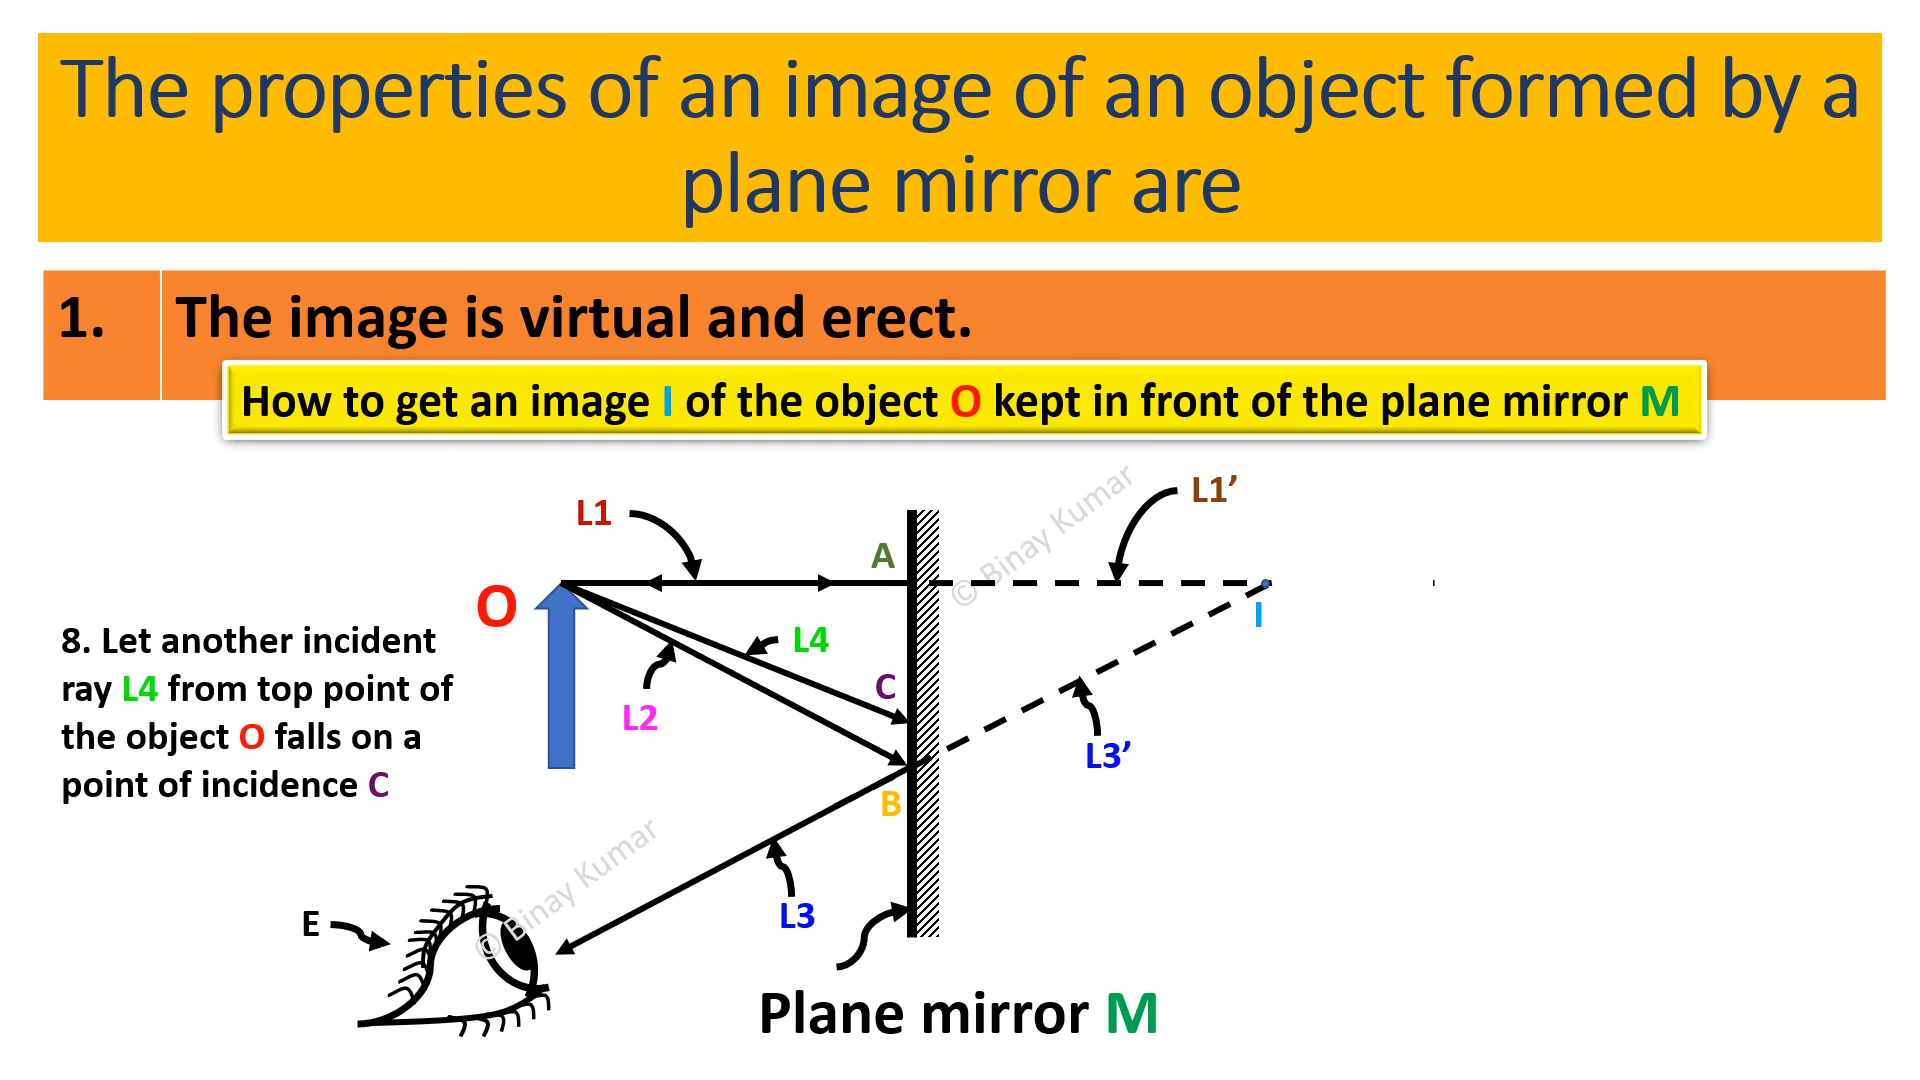 The properties of an image of an object formed by a
plane mirror are
1. The image is virtual and erect.
How to get an image I of the object O kept in front of the plane mirror M
L1
L1’
A
© Binay Kumar
O
I
8. Let another incident
ray L4 from top point of
the object O falls on a
point of incidence C
L4
C
L2
L3’
B
© Binay Kumar
E
L3
Plane mirror M